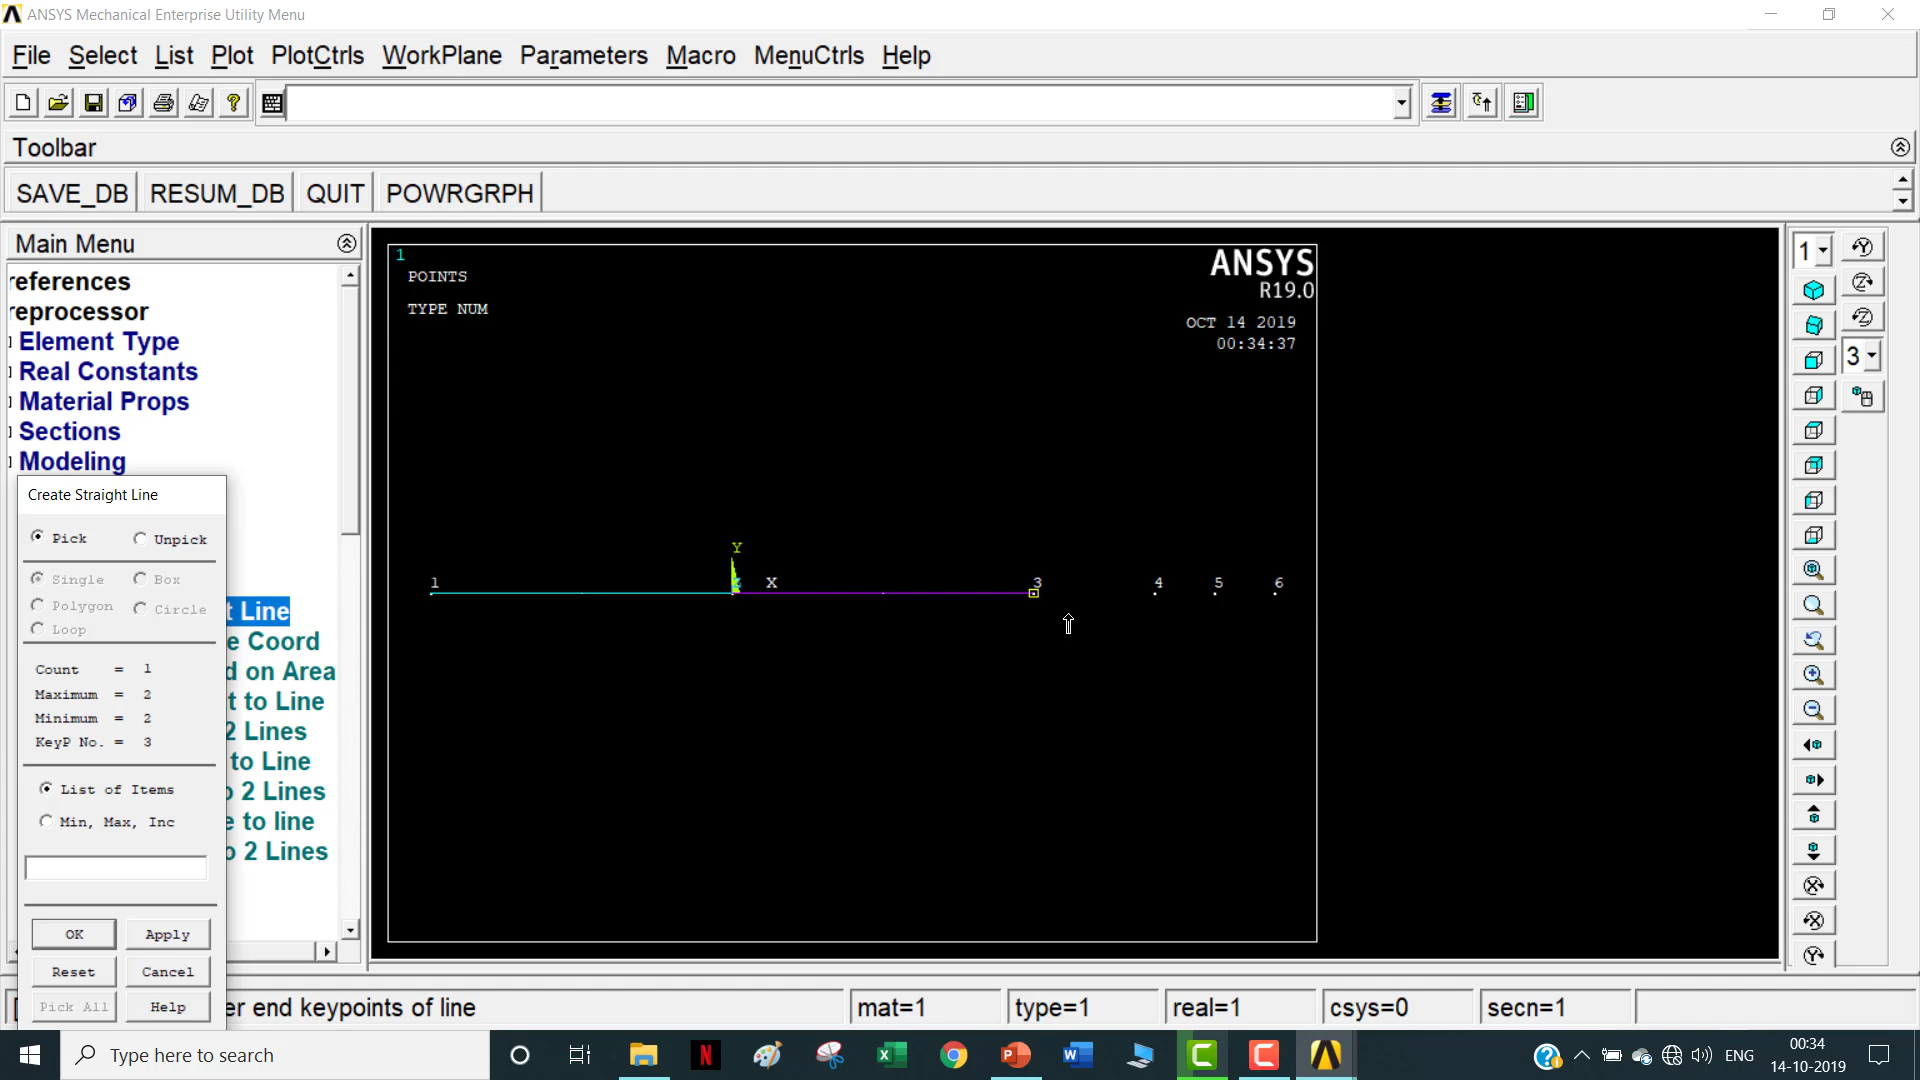 ANSYS Mechanical Enterprise Utility Menu
File Select List Plot PlotCtrls WorkPlane Parameters Macro MenuCtrls Help
Toolbar
SAVE_DB RESUM_DB QUIT POWRGRPH
Main Menu
references
reprocessor
Element Type
Real Constants
Material Props
Sections
Modeling
t Line
e Coord
d on Area
t to Line
2 Lines
to Line
o 2 Lines
e to line
o 2 Lines
Create Straight Line
Pick Unpick
Single Box
Polygon Circle
Loop
Count = 1
Maximum = 2
Minimum = 2
KeyP No. = 3
List of Items
Min, Max, Inc
OK Apply
Reset Cancel
Pick All Help
1
POINTS
TYPE NUM
ANSYS
R19.0
OCT 14 2019
00:34:37
Y
1 X 3 4 5 6
1
3
er end keypoints of line
mat=1 type=1 real=1 csys=0 secn=1
Type here to search
ENG
00:34
14-10-2019